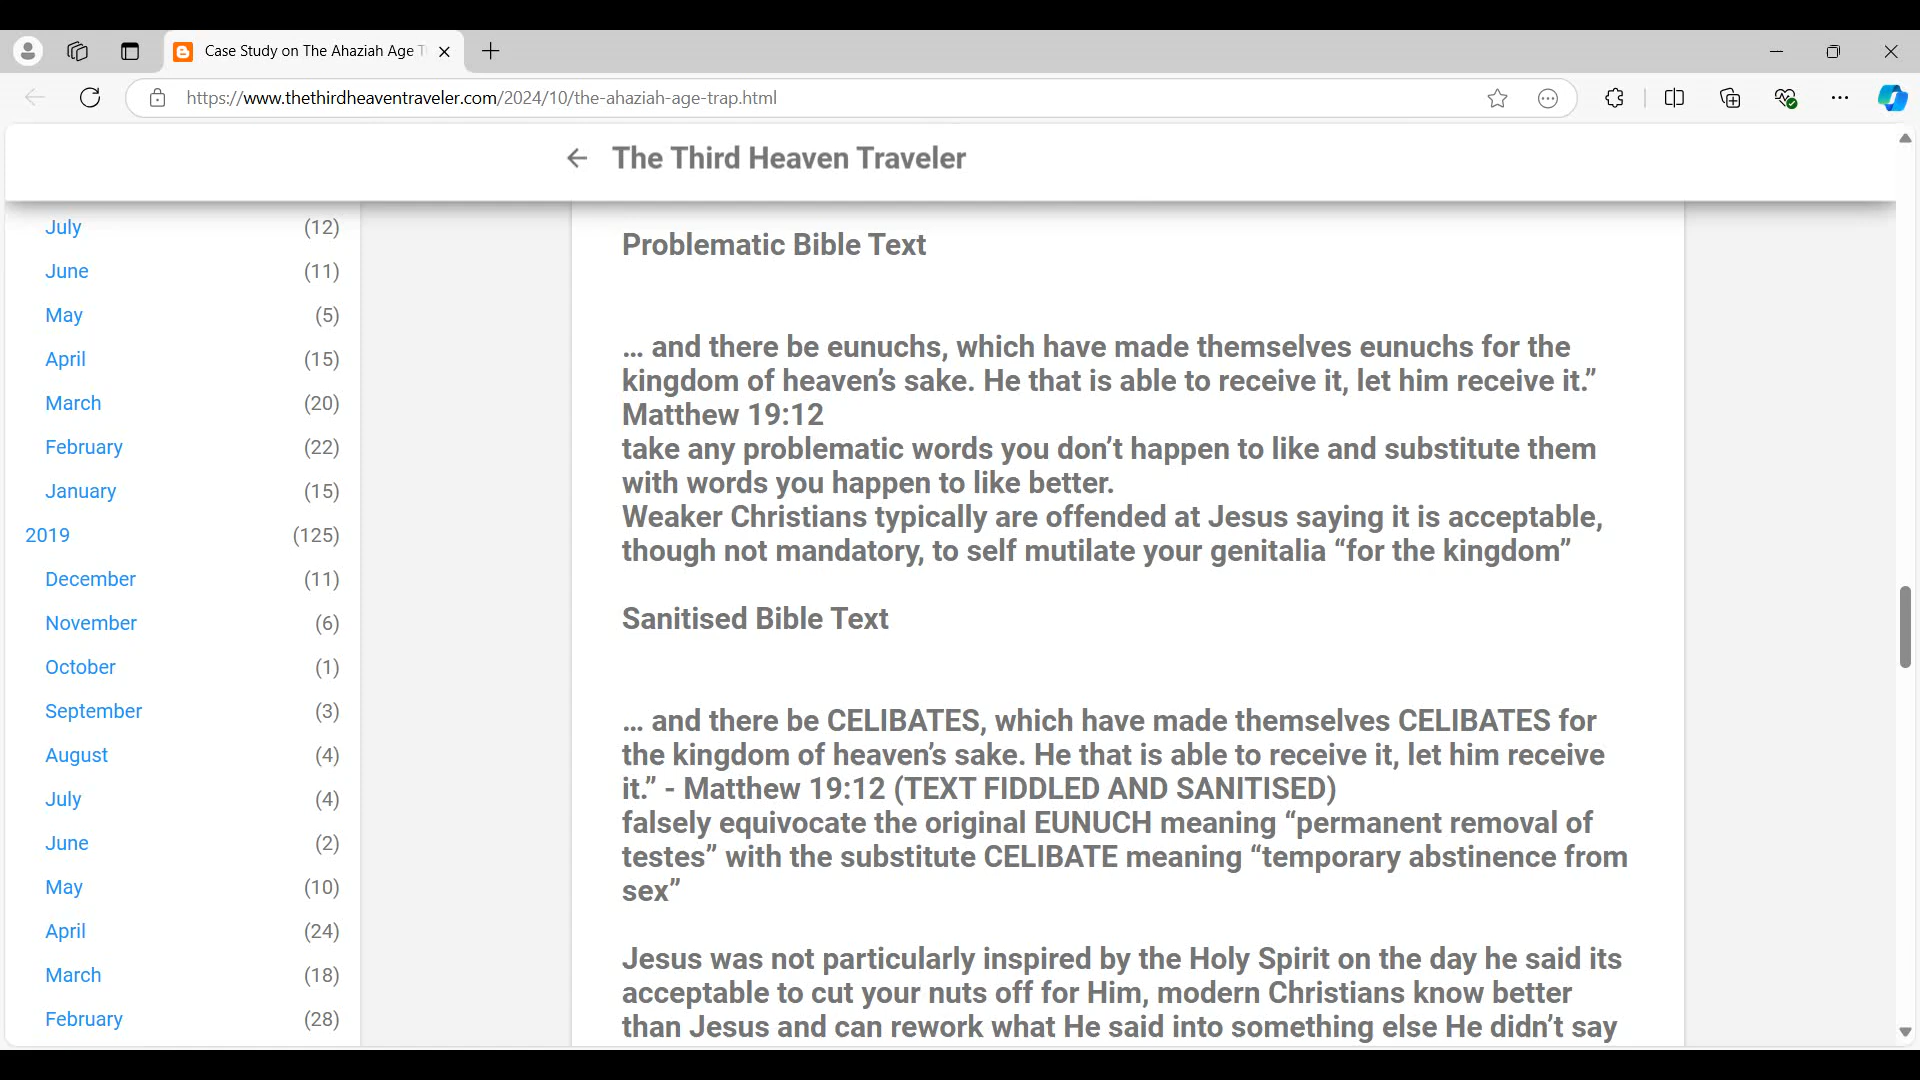 Case Study on The Ahaziah Age T
https://www.thethirdheaventraveler.com/2024/10/the-ahaziah-age-trap.html
The Third Heaven Traveler
July (12)
June (11)
May (5)
April (15)
March (20)
February (22)
January (15)
2019 (125)
December (11)
November (6)
October (1)
September (3)
August (4)
July (4)
June (2)
May (10)
April (24)
March (18)
February (28)
Problematic Bible Text
... and there be eunuchs, which have made themselves eunuchs for the
kingdom of heaven’s sake. He that is able to receive it, let him receive it.”
Matthew 19:12
take any problematic words you don’t happen to like and substitute them
with words you happen to like better.
Weaker Christians typically are offended at Jesus saying it is acceptable,
though not mandatory, to self mutilate your genitalia “for the kingdom”
Sanitised Bible Text
... and there be CELIBATES, which have made themselves CELIBATES for
the kingdom of heaven’s sake. He that is able to receive it, let him receive
it.” - Matthew 19:12 (TEXT FIDDLED AND SANITISED)
falsely equivocate the original EUNUCH meaning “permanent removal of
testes” with the substitute CELIBATE meaning “temporary abstinence from
sex”
Jesus was not particularly inspired by the Holy Spirit on the day he said its
acceptable to cut your nuts off for Him, modern Christians know better
than Jesus and can rework what He said into something else He didn’t say